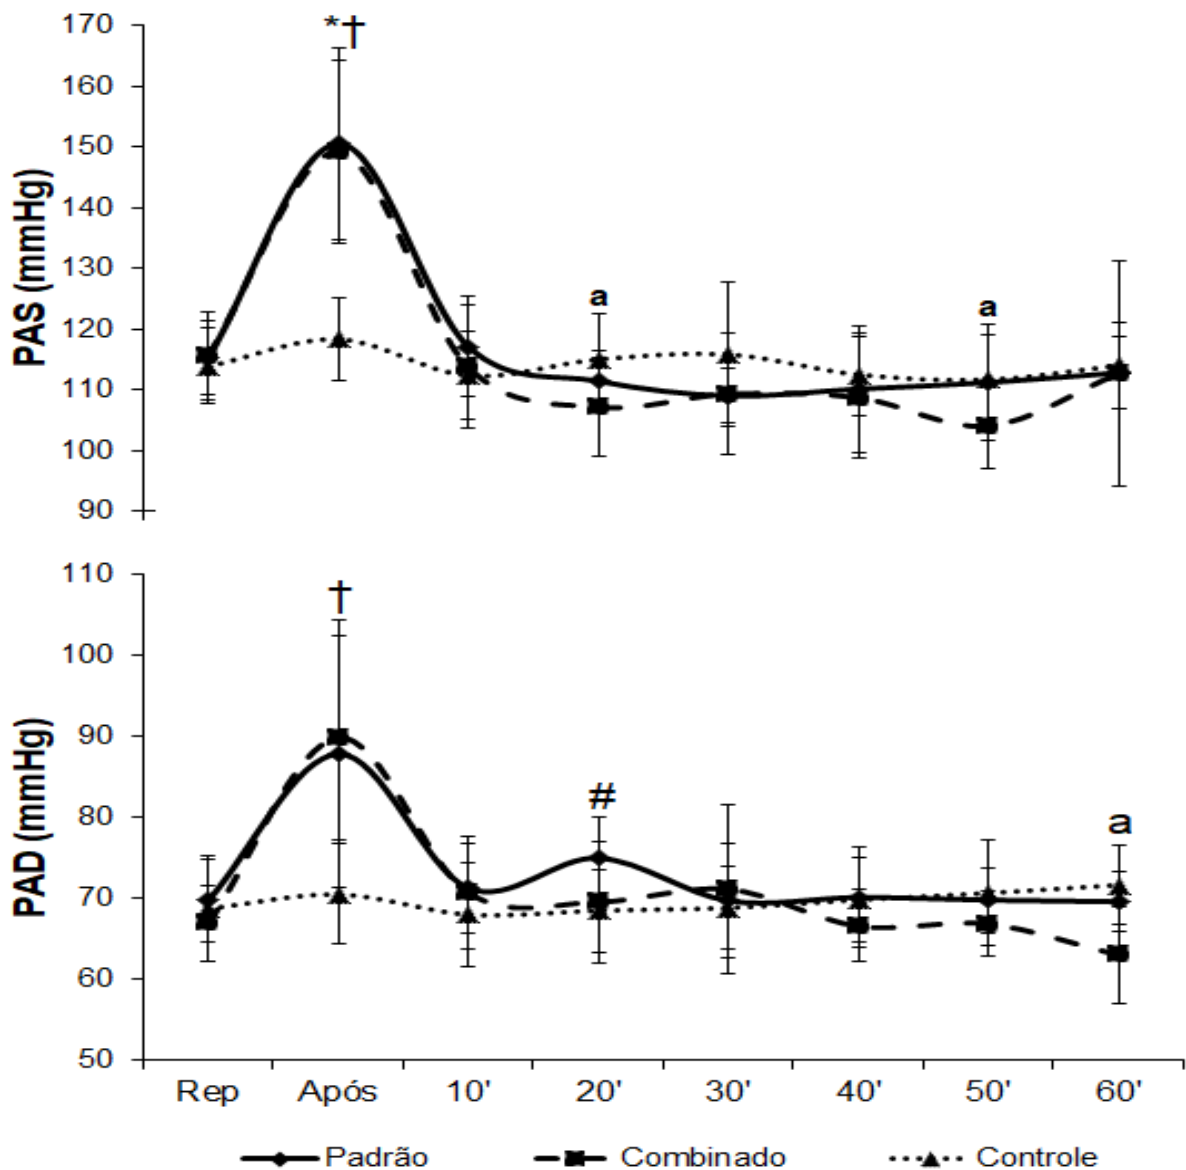 *†
170
160
150
140
130
120
110
100
90
PAS (mmHg)
a
a
110
100
90
80
70
60
50
PAD (mmHg)
†
#
a
Rep Após 10' 20' 30' 40' 50' 60'
Padrão Combinado Controle